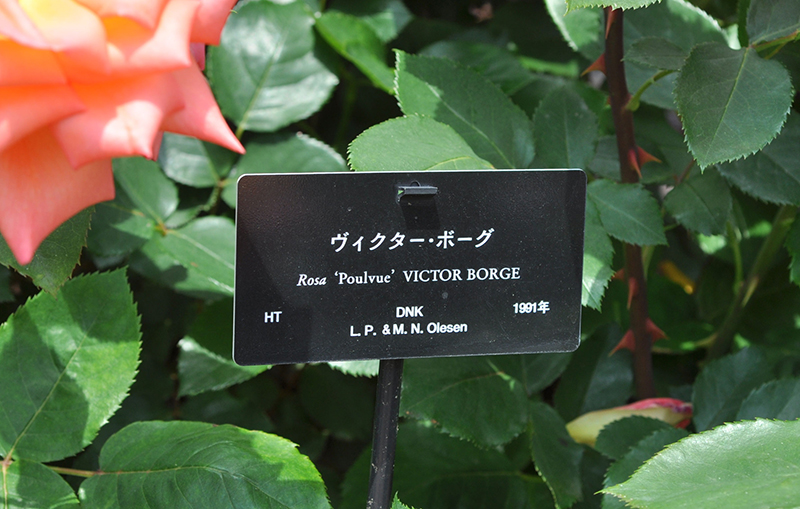 ヴィクター・ボーグ
Rosa ‘Poulvue’ VICTOR BORGE
HT DNK 1991年
L. P. & M. N. Olesen